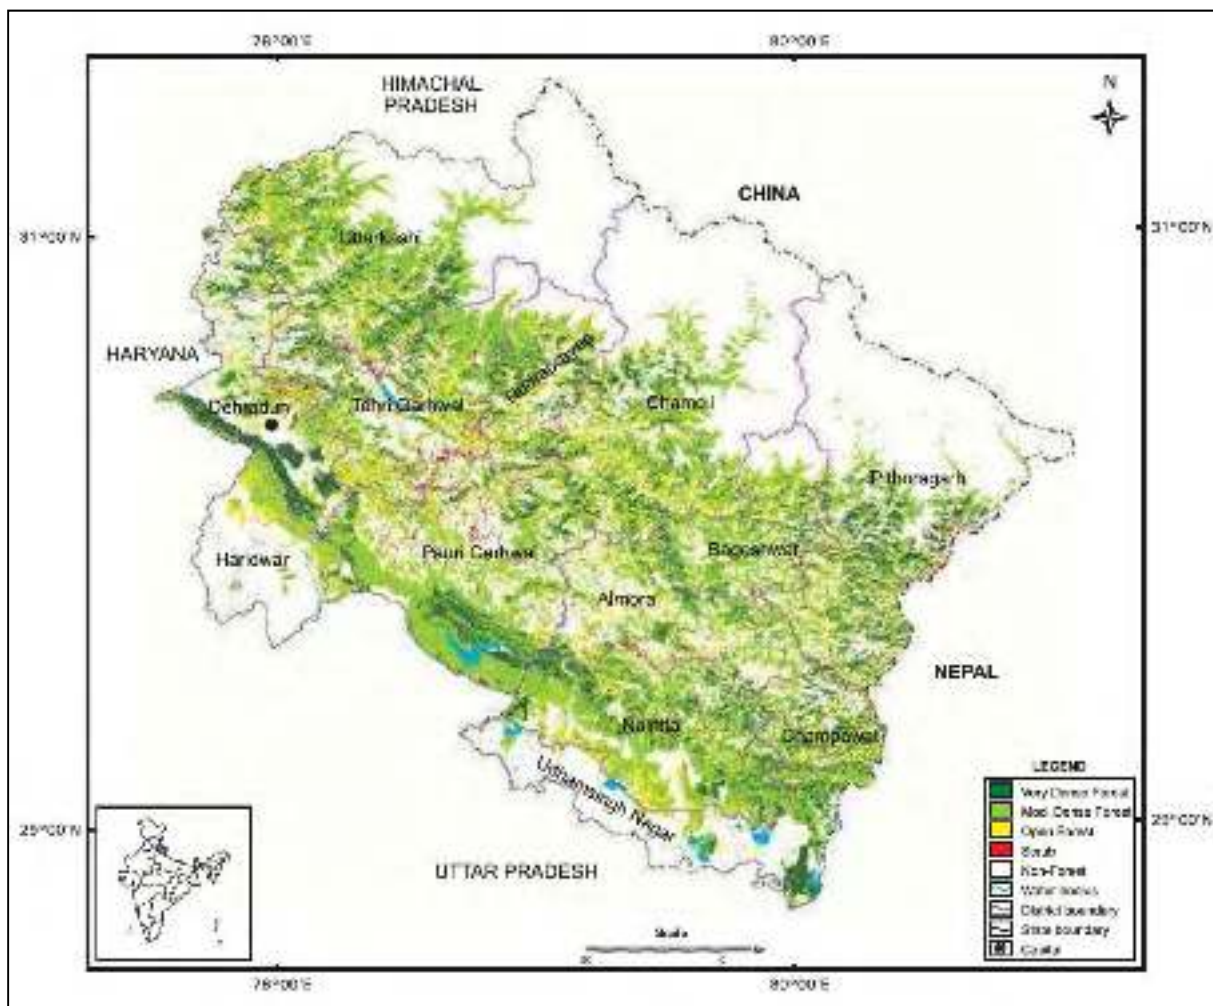 78°00'E
80°00'E
HIMACHAL
PRADESH
N
CHINA
31°00'N
31°00'N
Uttarkashi
HARYANA
Dehradun
Tehri Garhwal
Chamoli
Pithoragarh
Haridwar
Pauri Garhwal
Bageshwar
Almora
NEPAL
Nainital
Champawat
Udhamsingh Nagar
LEGEND
Very Dense Forest
Mod. Dense Forest
Open Forest
Scrub
Non-Forest
Water bodies
District boundary
State boundary
Capital
29°00'N
29°00'N
UTTAR PRADESH
Scale
78°00'E
80°00'E